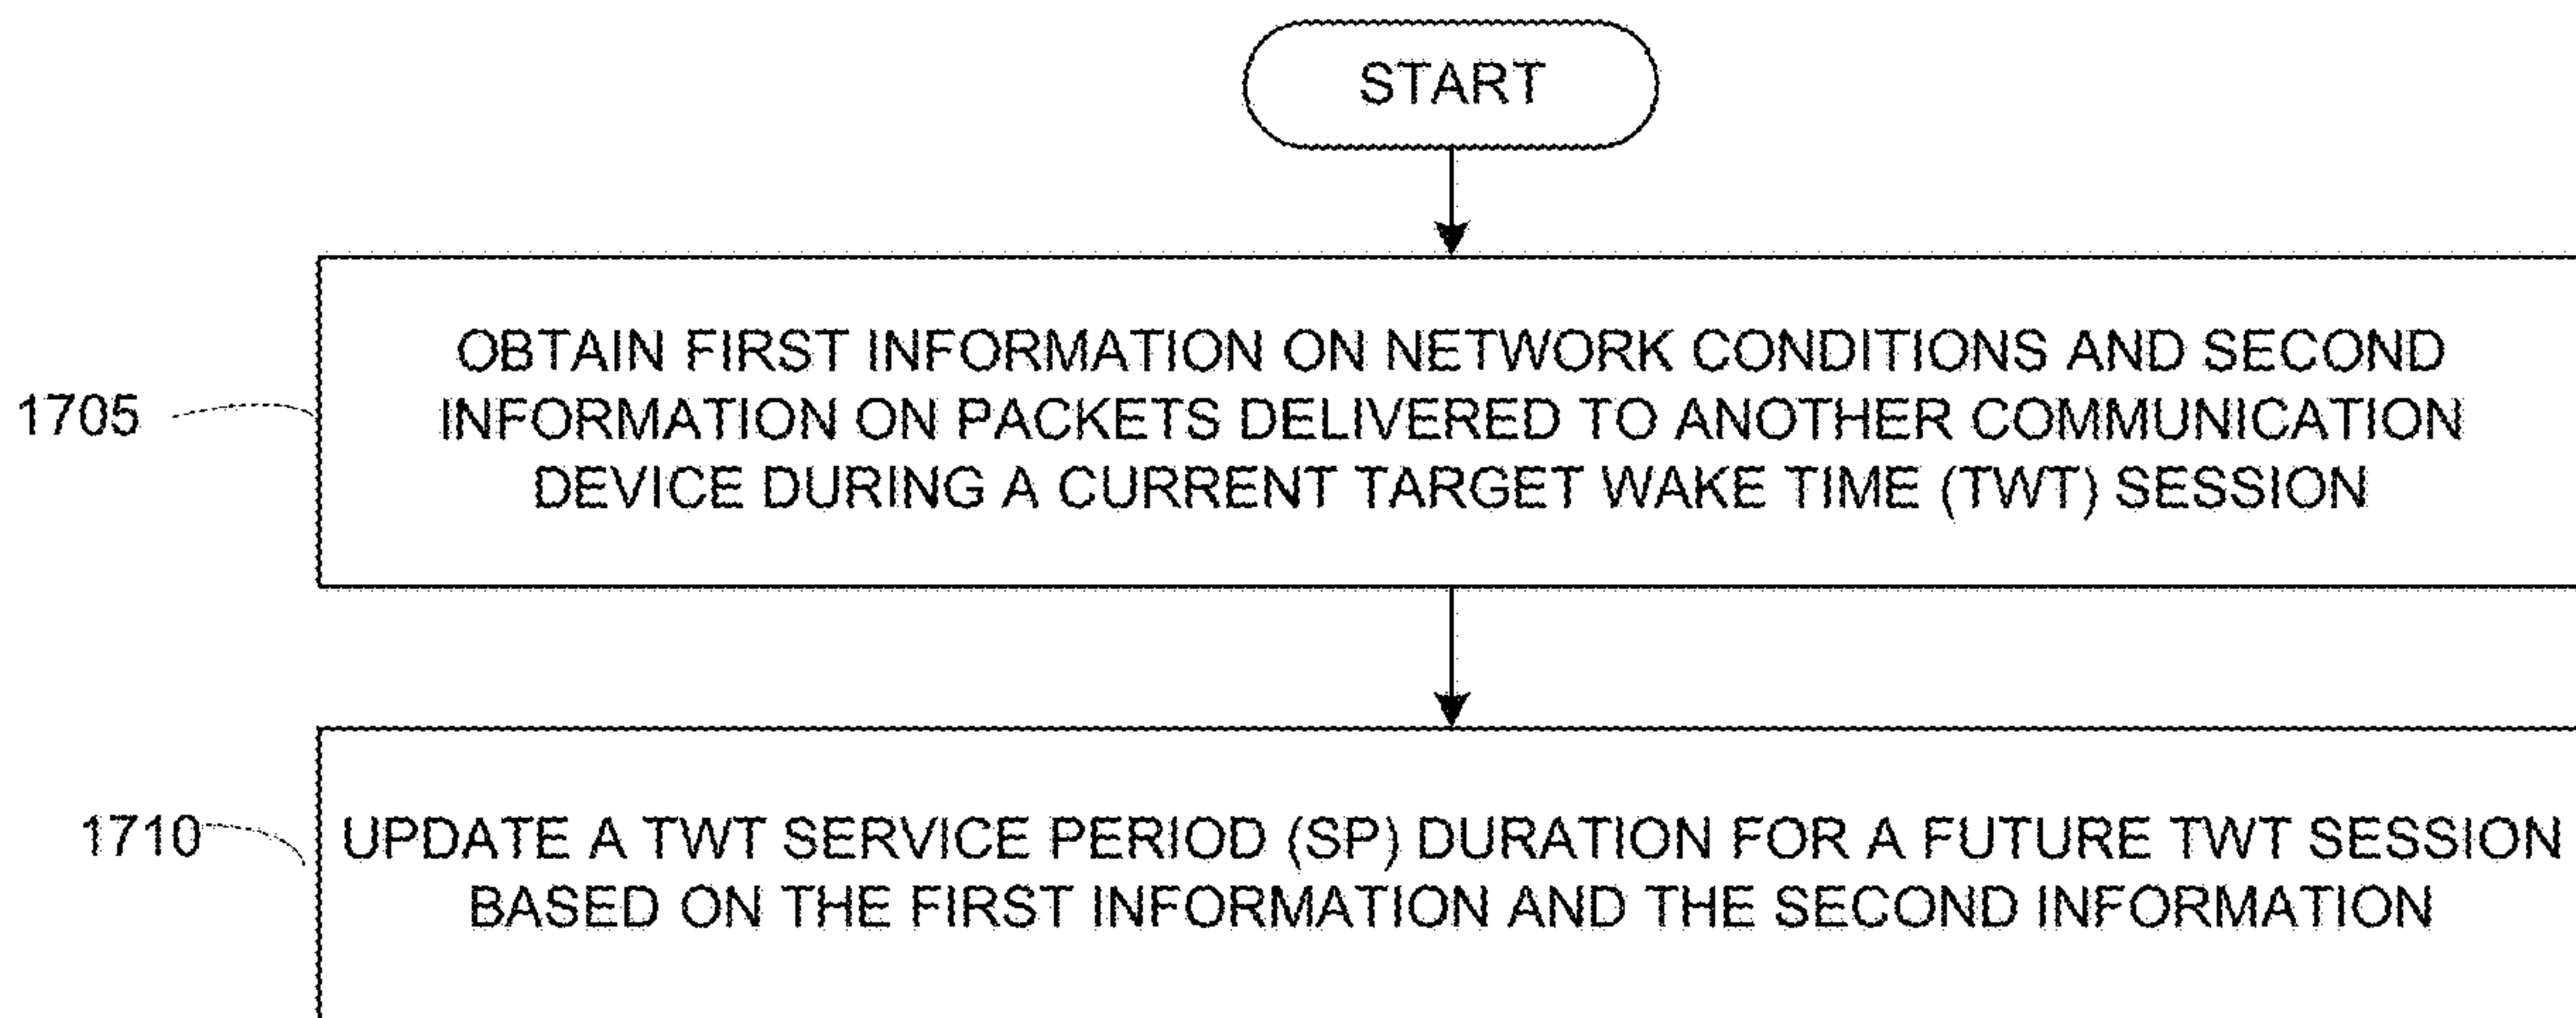 START
1705
OBTAIN FIRST INFORMATION ON NETWORK CONDITIONS AND SECOND
INFORMATION ON PACKETS DELIVERED TO ANOTHER COMMUNICATION
DEVICE DURING A CURRENT TARGET WAKE TIME (TWT) SESSION
1710
UPDATE A TWT SERVICE PERIOD (SP) DURATION FOR A FUTURE TWT SESSION
BASED ON THE FIRST INFORMATION AND THE SECOND INFORMATION